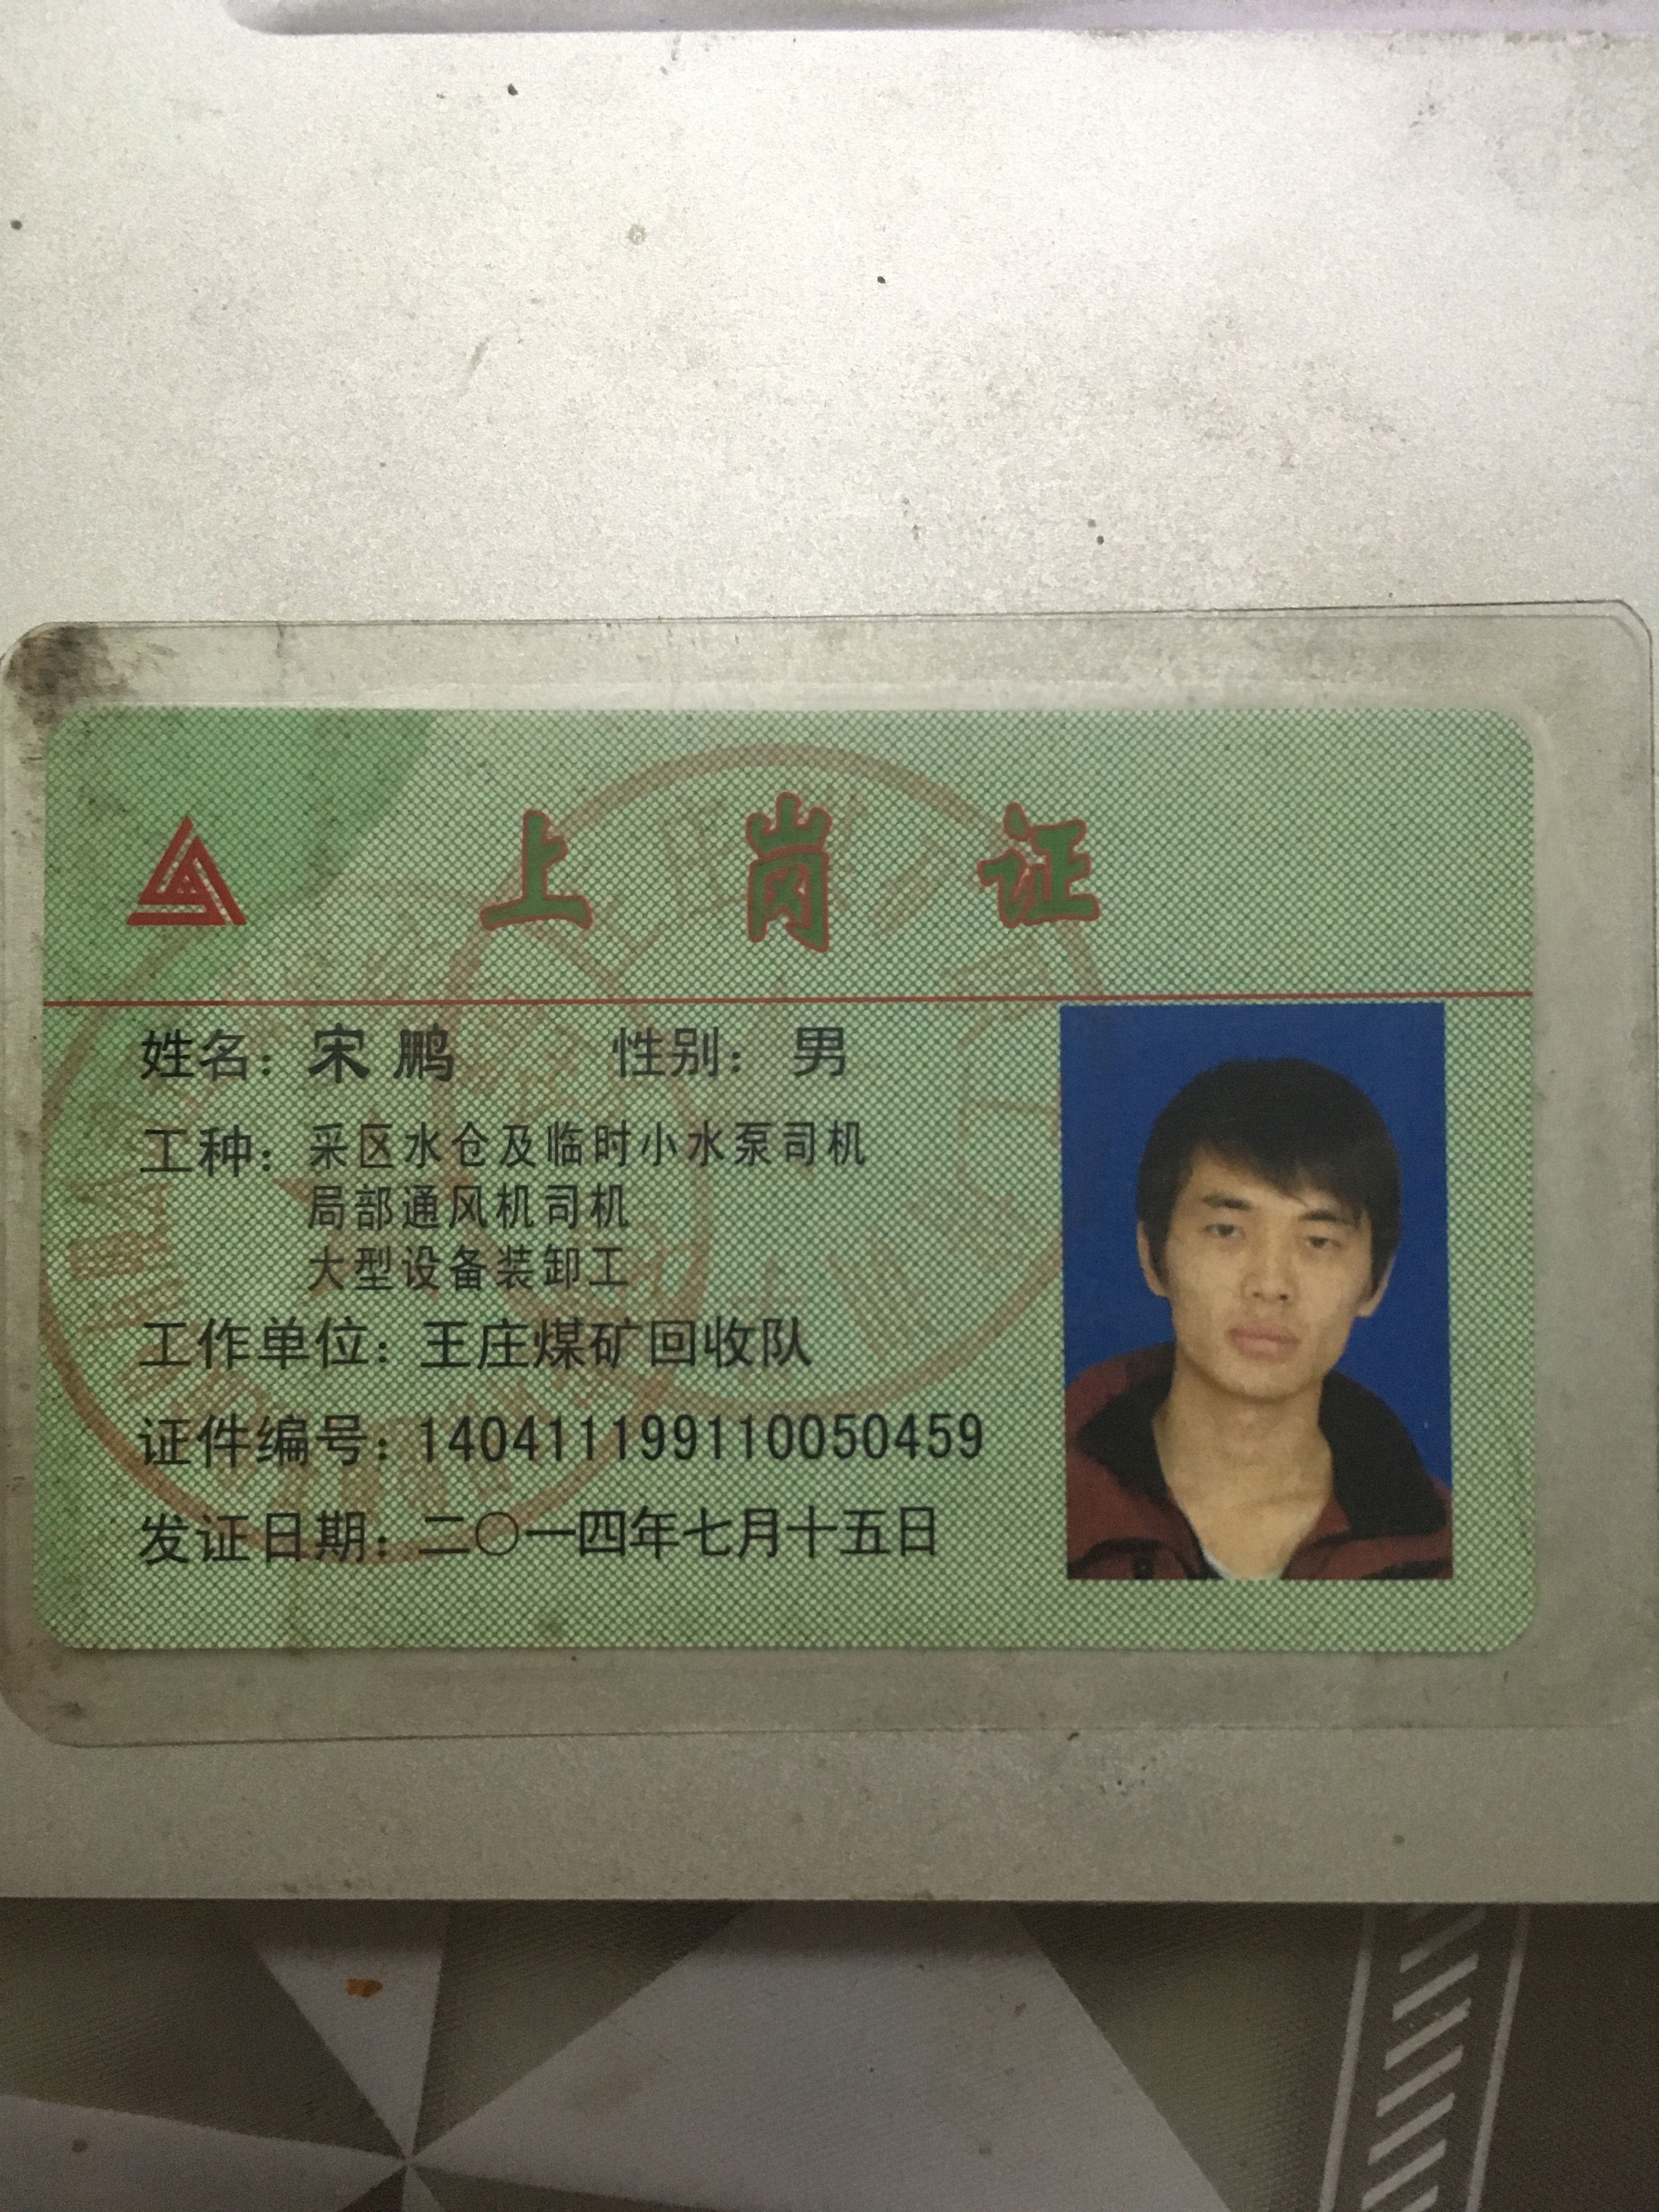 上岗证
姓名：宋鹏 性别：男
工种：采区水仓及临时小水泵司机
局部通风机司机
大型设备装卸工
工作单位：王庄煤矿回收队
证件编号：140411199110050459
发证日期：二〇一四年七月十五日